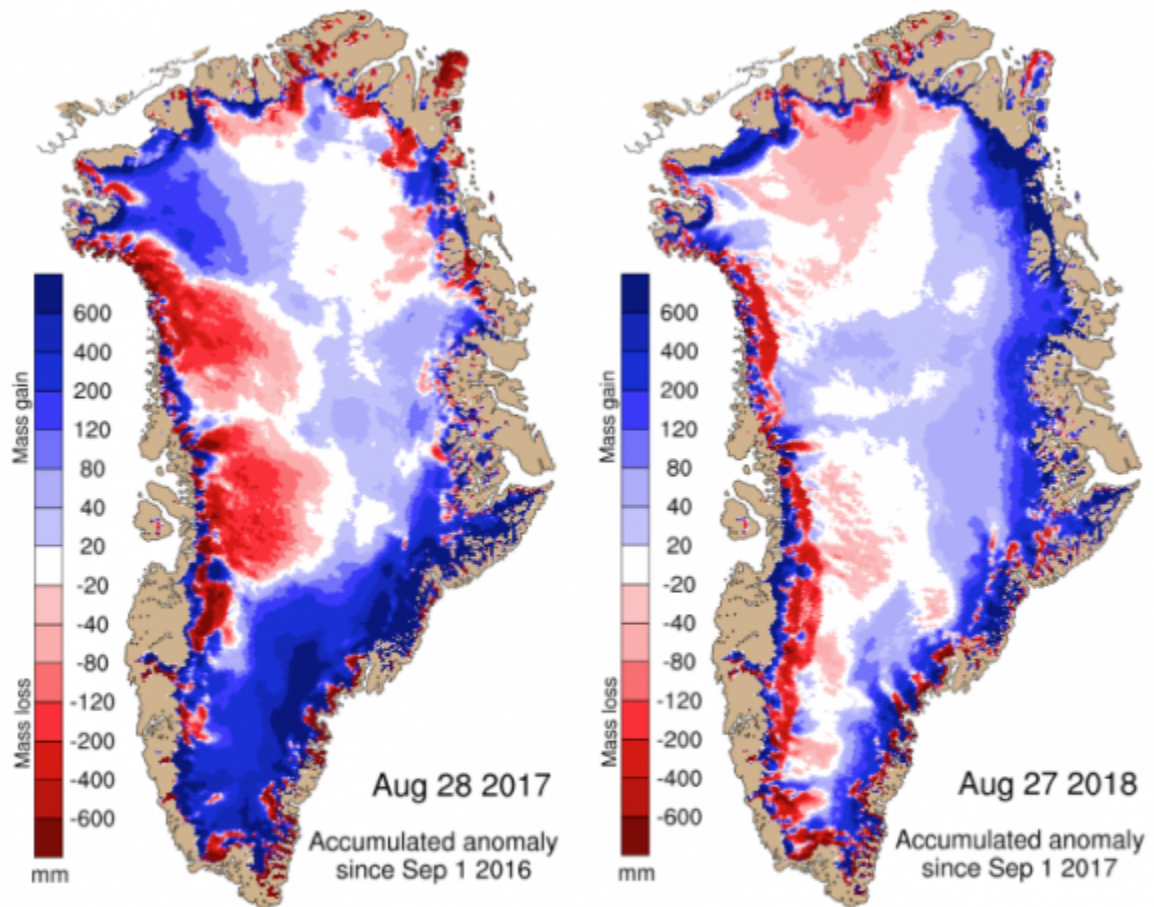 600
400
200
120
80
40
20
-20
-40
-80
-120
-200
-400
-600
mm
Mass gain
Mass loss
Aug 28 2017
Accumulated anomaly
since Sep 1 2016
600
400
200
120
80
40
20
-20
-40
-80
-120
-200
-400
-600
mm
Mass gain
Mass loss
Aug 27 2018
Accumulated anomaly
since Sep 1 2017